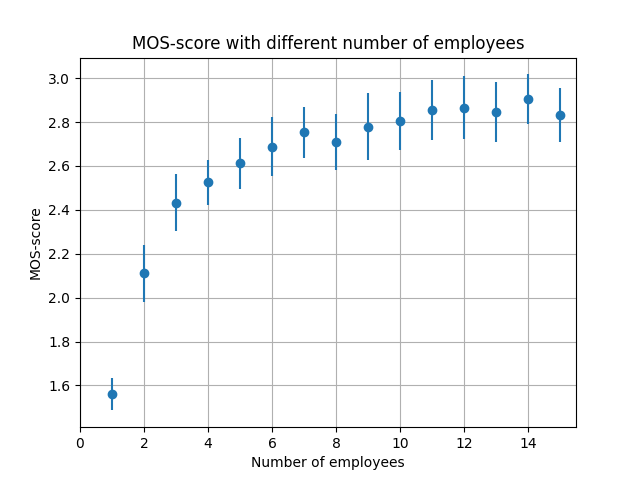 MOS-score with different number of employees
3.0
2.8
2.6
2.4
2.2
2.0
1.8
1.6
MOS-score
0 2 4 6 8 10 12 14
Number of employees